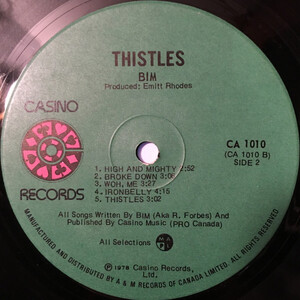 THISTLES
BIM
Produced: Emitt Rhodes
CASINO
RECORDS
CA 1010
(CA 1010 B)
SIDE 2
1. HIGH AND MIGHTY 2:52
2. BROKE DOWN 3:08
3. WOH, ME 3:27
4. IRONBELLY 4:15
5. THISTLES 3:02
All Songs Written By BIM (Aka R. Forbes) and
Published By Casino Music (PRO Canada)
All Selections
1978 Casino Records,
Ltd.
MANUFACTURED AND DISTRIBUTED BY A & M RECORDS OF CANADA LIMITED. ALL RIGHTS RESERVED